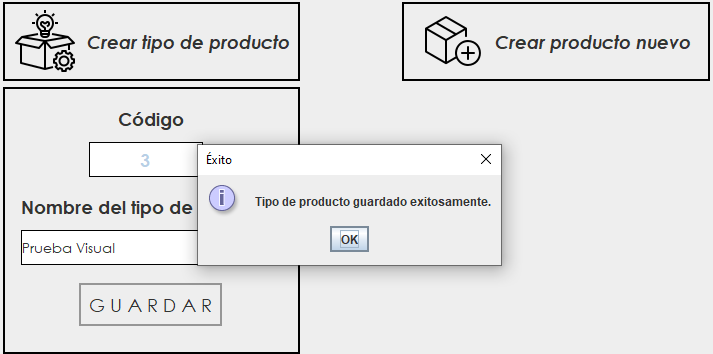 Crear tipo de producto
Crear producto nuevo
Código
3
Nombre del tipo de
Prueba Visual
GUARDAR
Éxito
Tipo de producto guardado exitosamente.
OK